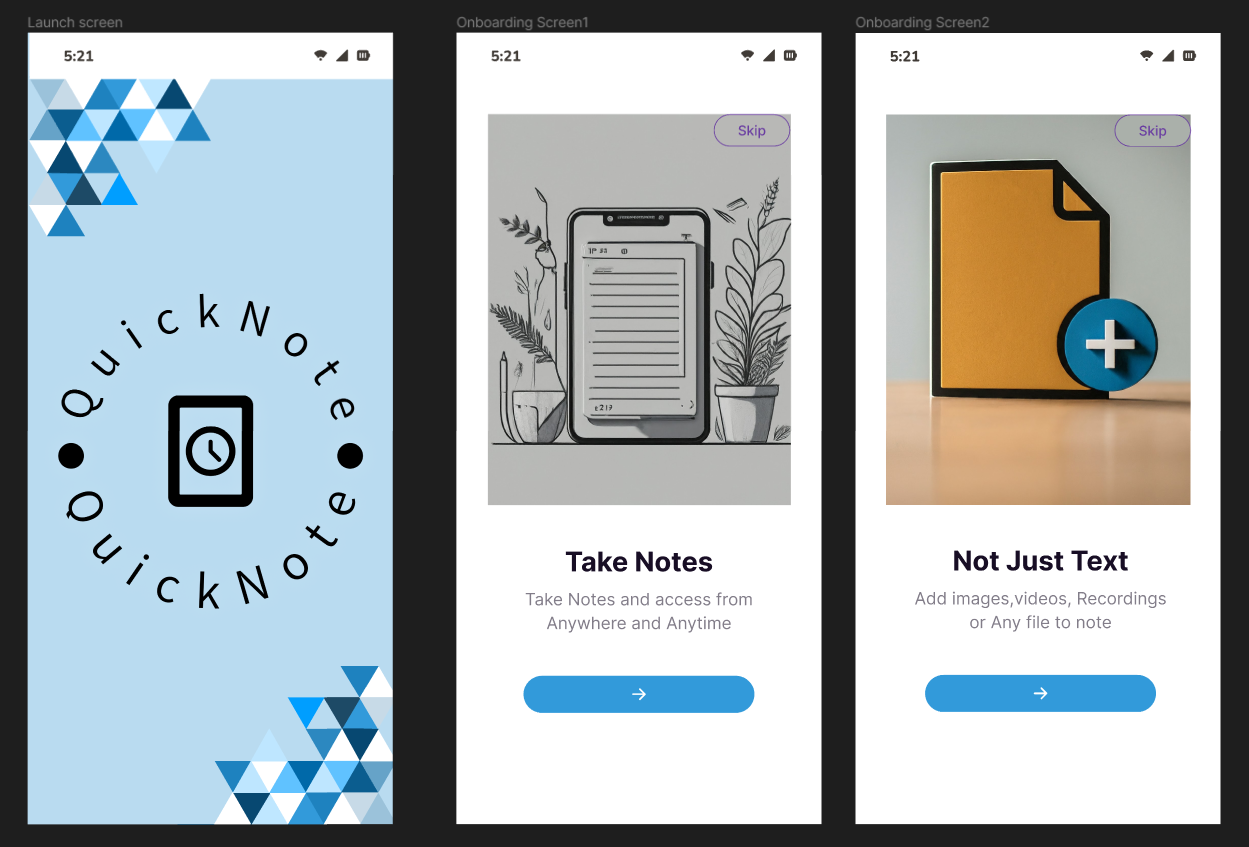 Launch screen
5:21
QuickNote
QuickNote
Onboarding Screen1
5:21
Skip
Take Notes
Take Notes and access from
Anywhere and Anytime
Onboarding Screen2
5:21
Skip
Not Just Text
Add images,videos, Recordings
or Any file to note